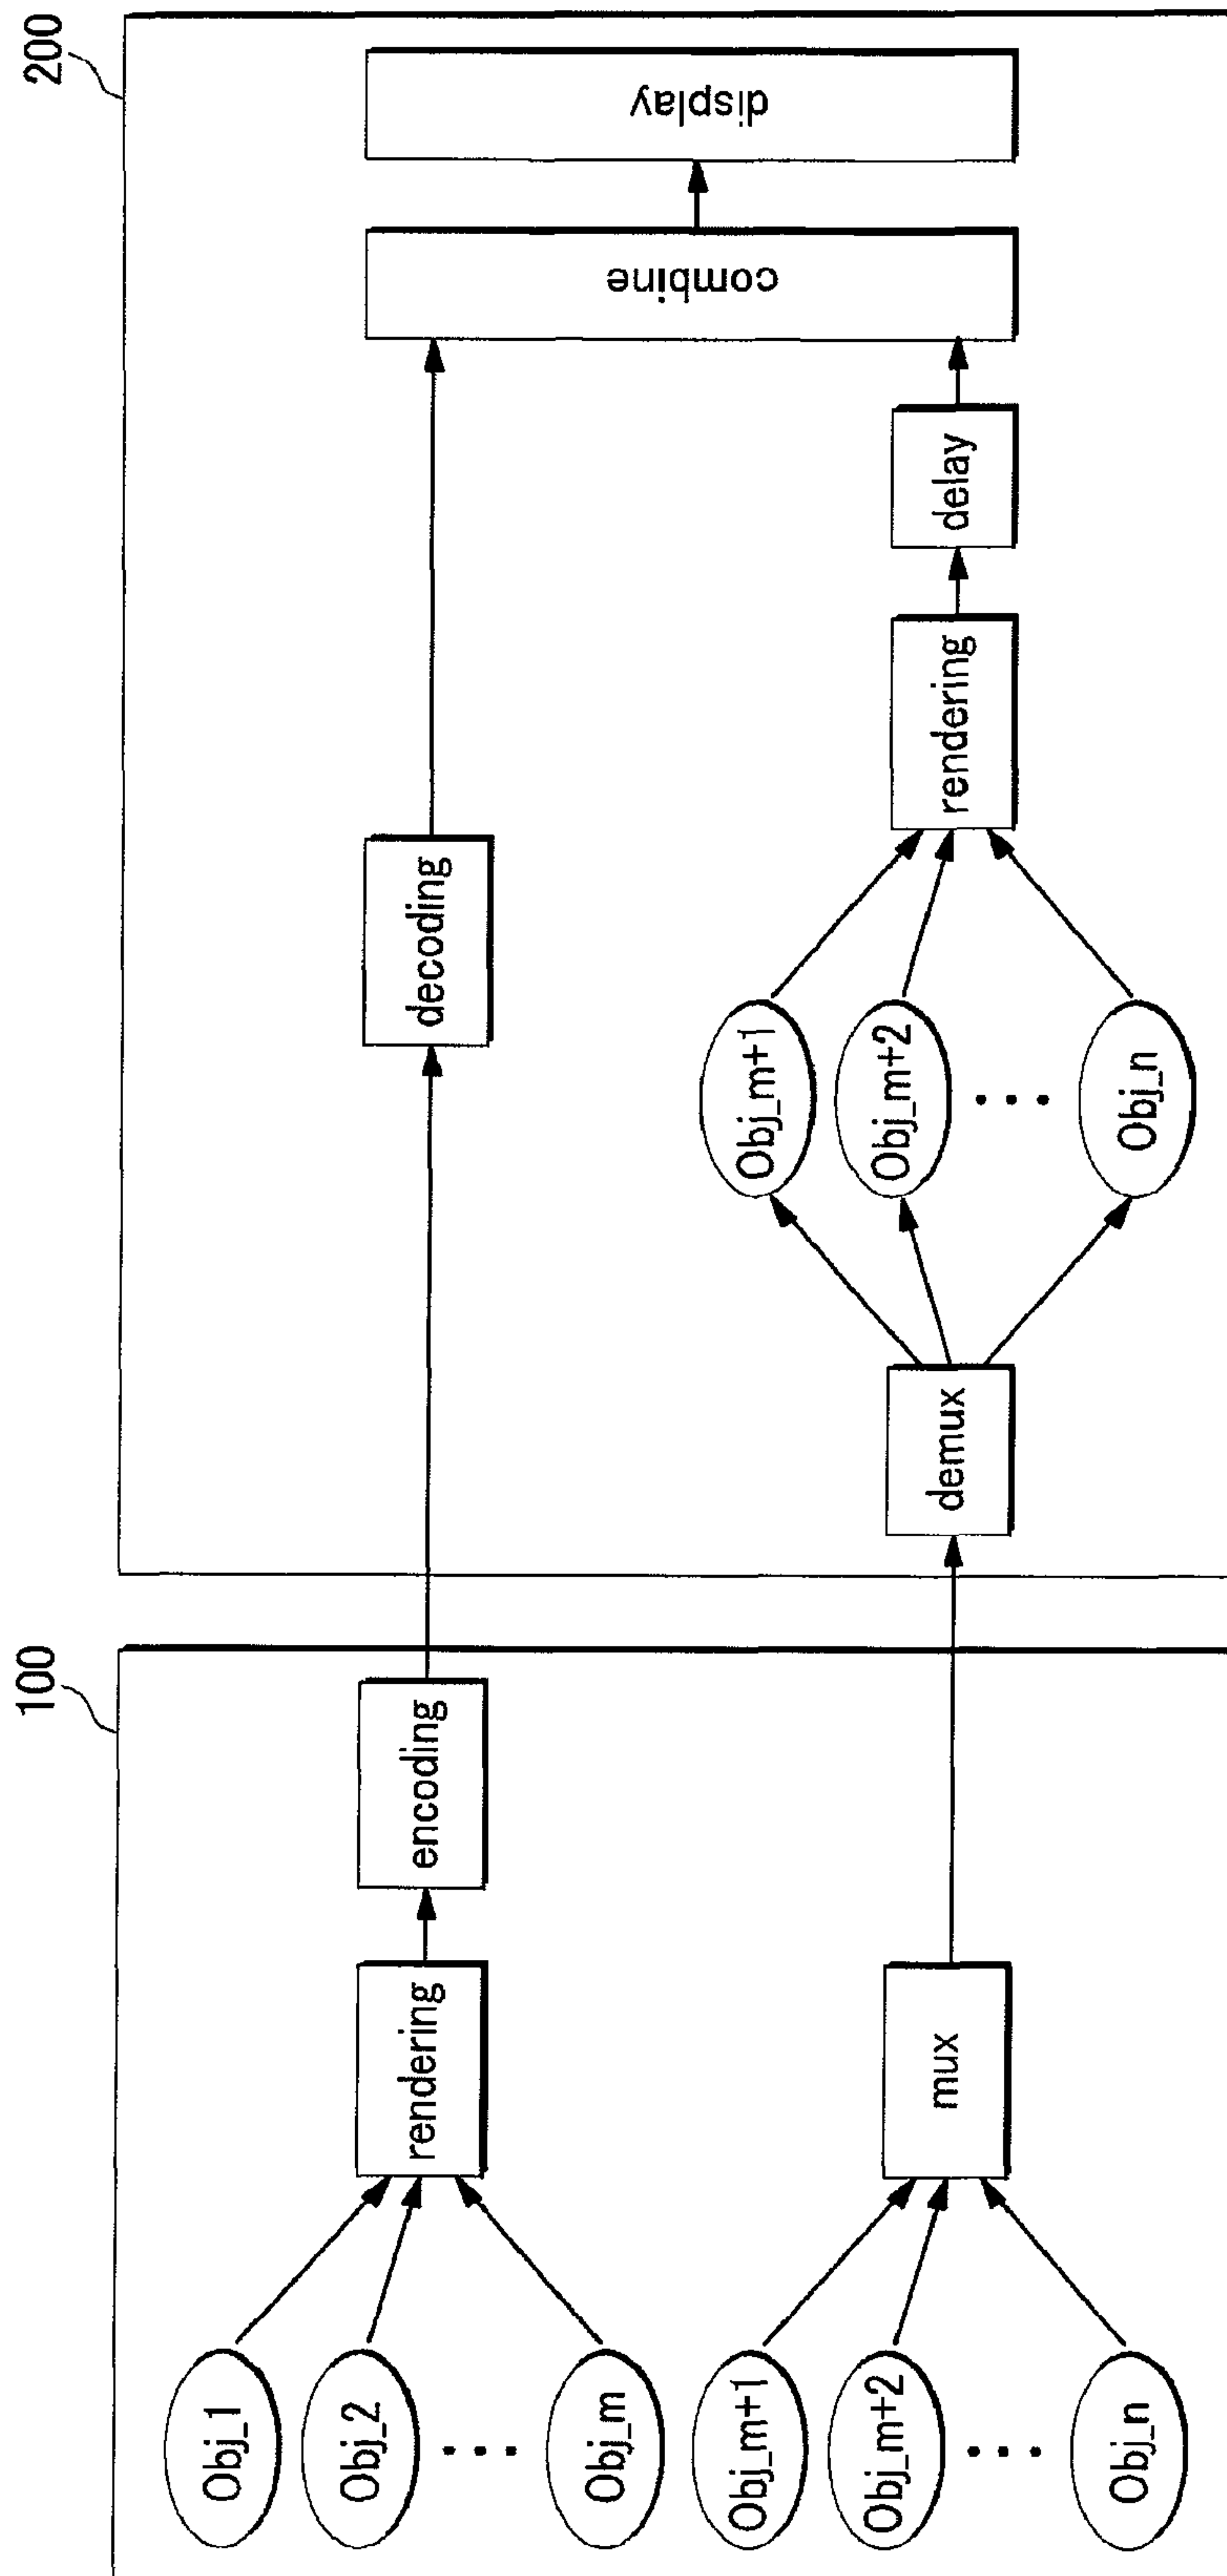 100
Obj_1
Obj_2
Obj_m
rendering
encoding
Obj_m+1
Obj_m+2
Obj_n
mux
200
decoding
demux
Obj_m+1
Obj_m+2
Obj_n
rendering
delay
combine
display